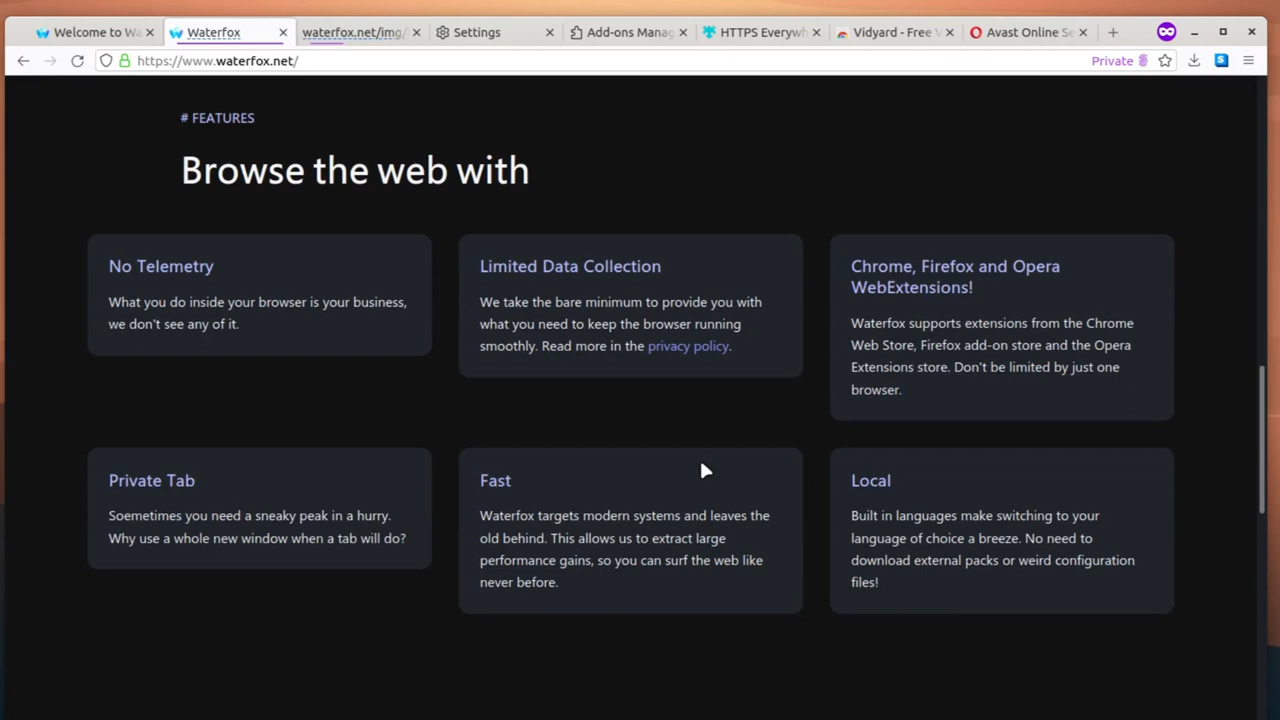 Welcome to Wa
Waterfox
waterfox.net/img/
Settings
Add-ons Manag
HTTPS Everywh
Vidyard - Free V
Avast Online Se
https://www.waterfox.net/
Private
S
# FEATURES
Browse the web with
No Telemetry
What you do inside your browser is your business,
we don't see any of it.
Limited Data Collection
We take the bare minimum to provide you with
what you need to keep the browser running
smoothly. Read more in the privacy policy.
Chrome, Firefox and Opera
WebExtensions!
Waterfox supports extensions from the Chrome
Web Store, Firefox add-on store and the Opera
Extensions store. Don't be limited by just one
browser.
Private Tab
Soemetimes you need a sneaky peak in a hurry.
Why use a whole new window when a tab will do?
Fast
Waterfox targets modern systems and leaves the
old behind. This allows us to extract large
performance gains, so you can surf the web like
never before.
Local
Built in languages make switching to your
language of choice a breeze. No need to
download external packs or weird configuration
files!